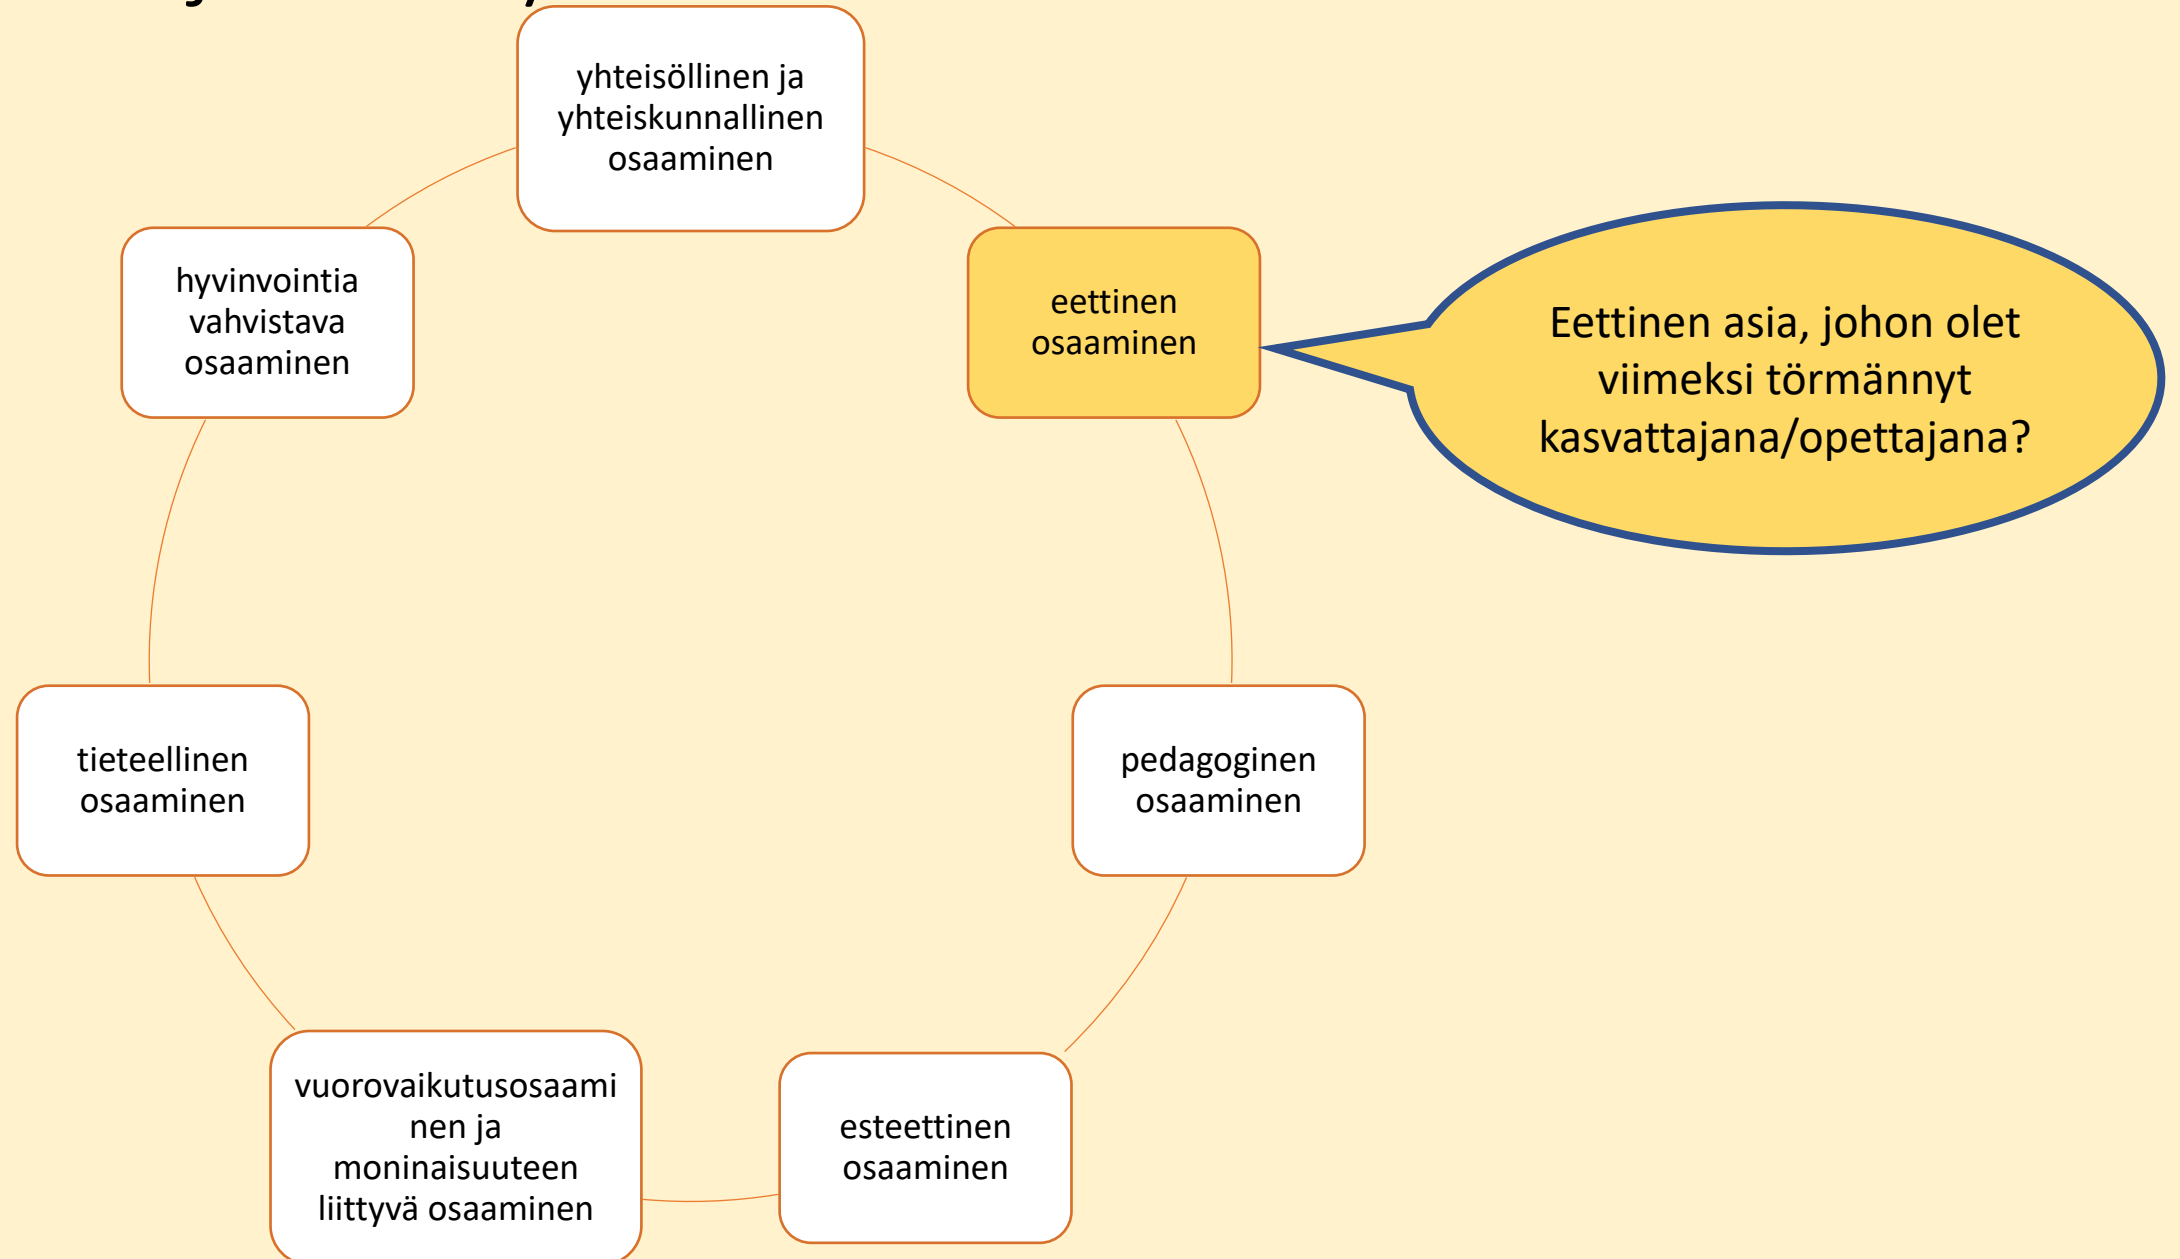 yhteisöllinen ja
yhteiskunnallinen
osaaminen
eettinen
osaaminen
Eettinen asia, johon olet
viimeksi törmännyt
kasvattajana/opettajana?
pedagoginen
osaaminen
esteettinen
osaaminen
vuorovaikutusosaami
nen ja
moninaisuuteen
liittyvä osaaminen
tieteellinen
osaaminen
hyvinvointia
vahvistava
osaaminen